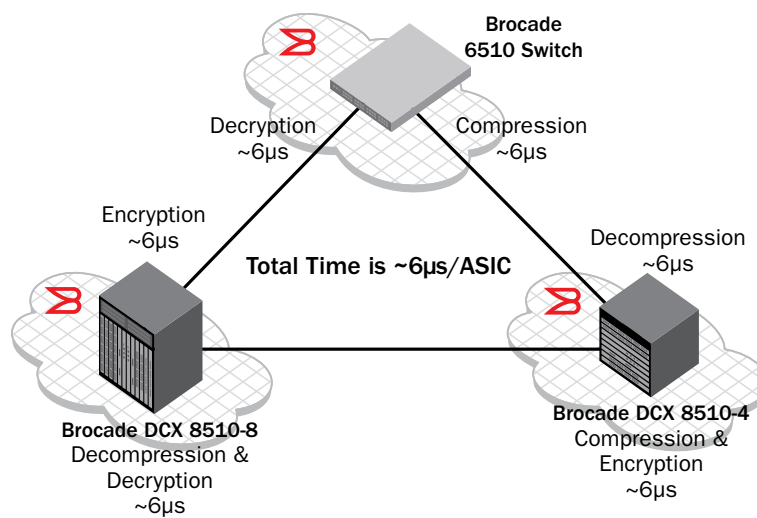 Brocade
6510 Switch
Decryption
~6µs
Compression
~6µs
Encryption
~6µs
Total Time is ~6µs/ASIC
Decompression
~6µs
Brocade DCX 8510-8
Decompression &
Decryption
~6µs
Brocade DCX 8510-4
Compression &
Encryption
~6µs